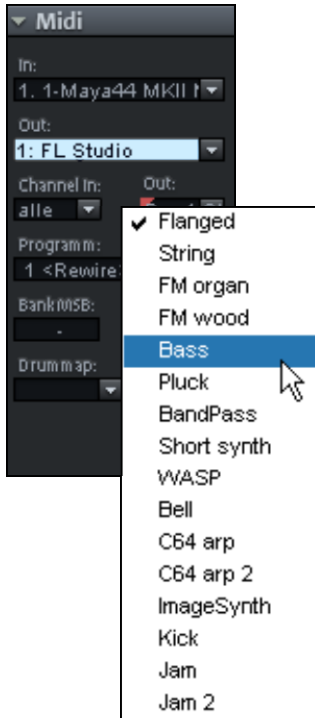 Midi
In:
1. 1-Maya44 MKII
Out:
1: FL Studio
Channel In: Out:
alle
Programm:
1 <Rewire
Bank MSB:
-
Drummap:
Flanged
String
FM organ
FM wood
Bass
Pluck
BandPass
Short synth
WASP
Bell
C64 arp
C64 arp 2
ImageSynth
Kick
Jam
Jam 2